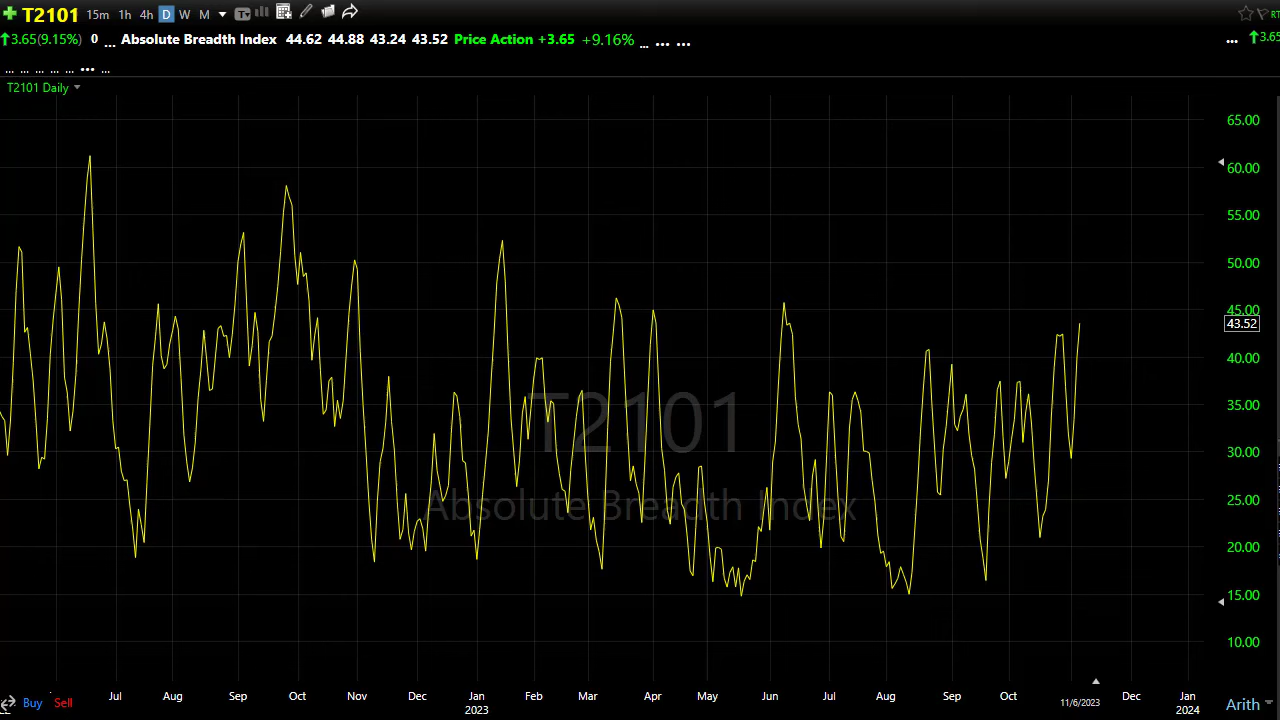 T2101 15m 1h 4h D W M T RT
3.65(9.15%) 0 ... Absolute Breadth Index 44.62 44.88 43.24 43.52 Price Action +3.65 +9.16% ... ... ... ... 3.65
... ... ... ... ... ... ...
T2101 Daily
65.00
60.00
55.00
50.00
45.00
43.52
40.00
35.00
30.00
25.00
20.00
15.00
10.00
T2101
Absolute Breadth Index
Buy Sell
Jul Aug Sep Oct Nov Dec Jan Feb Mar Apr May Jun Jul Aug Sep Oct 11/6/2023 Dec Jan
2023 2024
Arith